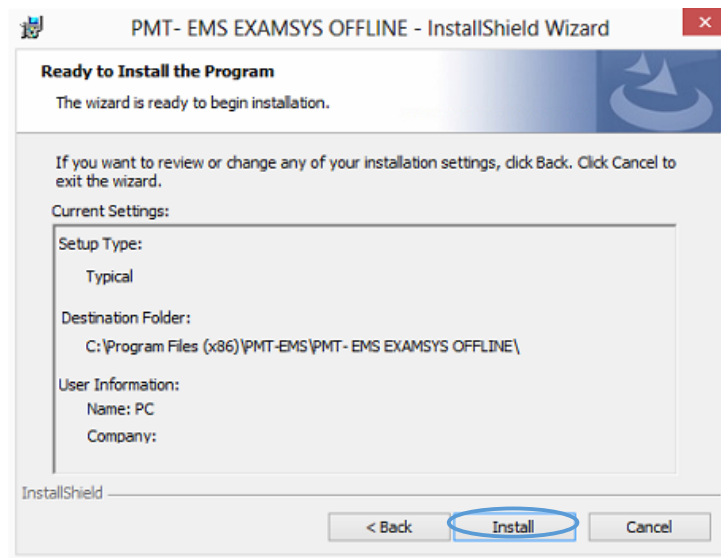 PMT- EMS EXAMSYS OFFLINE - InstallShield Wizard
Ready to Install the Program
The wizard is ready to begin installation.
If you want to review or change any of your installation settings, click Back. Click Cancel to
exit the wizard.
Current Settings:
Setup Type:
Typical
Destination Folder:
C:\Program Files (x86)\PMT-EMS\PMT- EMS EXAMSYS OFFLINE\
User Information:
Name: PC
Company:
InstallShield
< Back Install Cancel